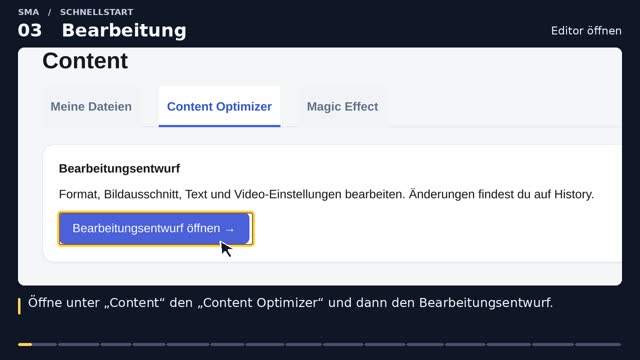 SMA / SCHNELLSTART
03 Bearbeitung
Editor öffnen
Content
Meine Dateien
Content Optimizer
Magic Effect
Bearbeitungsentwurf
Format, Bildausschnitt, Text und Video-Einstellungen bearbeiten. Änderungen findest du auf History.
Bearbeitungsentwurf öffnen →
Öffne unter „Content“ den „Content Optimizer“ und dann den Bearbeitungsentwurf.